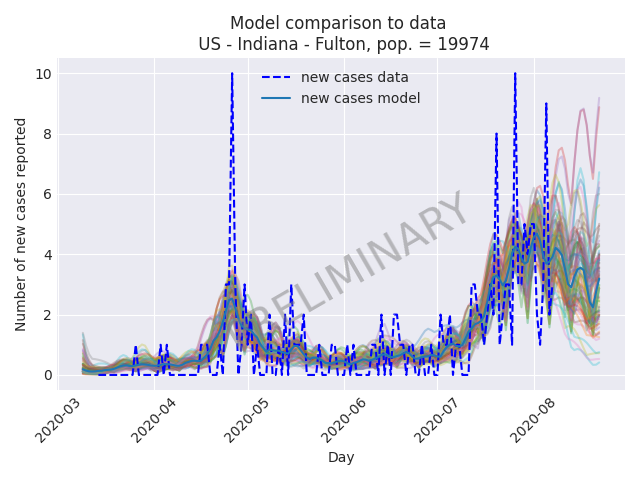 Model comparison to data
US - Indiana - Fulton, pop. = 19974
new cases data
new cases model
PRELIMINARY
Number of new cases reported
10
8
6
4
2
0
2020-03
2020-04
2020-05
2020-06
2020-07
2020-08
Day